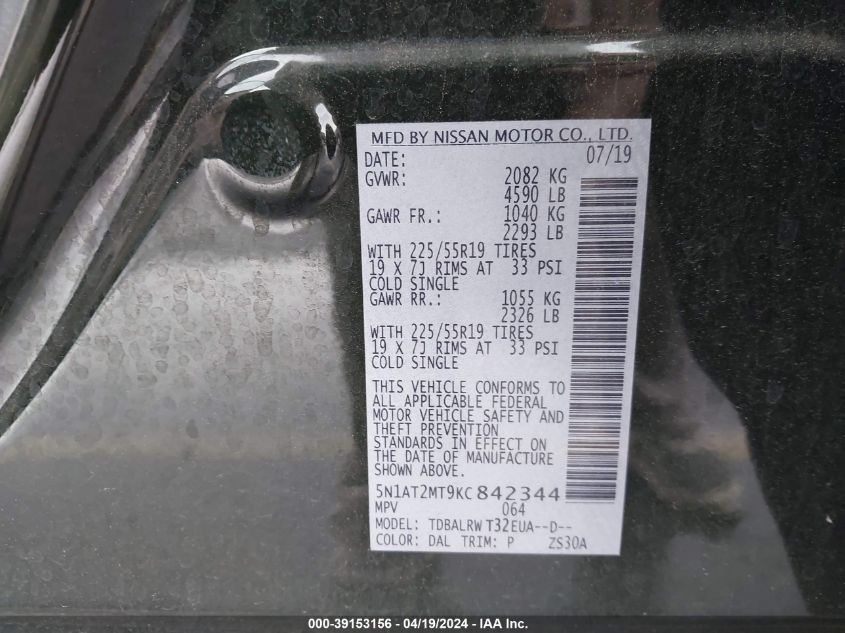 MFD BY NISSAN MOTOR CO., LTD.
DATE: 07/19
GVWR: 2082 KG
4590 LB
GAWR FR.: 1040 KG
2293 LB
WITH 225/55R19 TIRES
19 X 7J RIMS AT 33 PSI
COLD SINGLE
GAWR RR.: 1055 KG
2326 LB
WITH 225/55R19 TIRES
19 X 7J RIMS AT 33 PSI
COLD SINGLE
THIS VEHICLE CONFORMS TO
ALL APPLICABLE FEDERAL
MOTOR VEHICLE SAFETY AND
THEFT PREVENTION
STANDARDS IN EFFECT ON
THE DATE OF MANUFACTURE
SHOWN ABOVE.
5N1AT2MT9KC842344
MPV 064
MODEL: TDBALRW T32EUA--D--
COLOR: DAL TRIM: P ZS30A
000-39153156 - 04/19/2024 - IAA Inc.